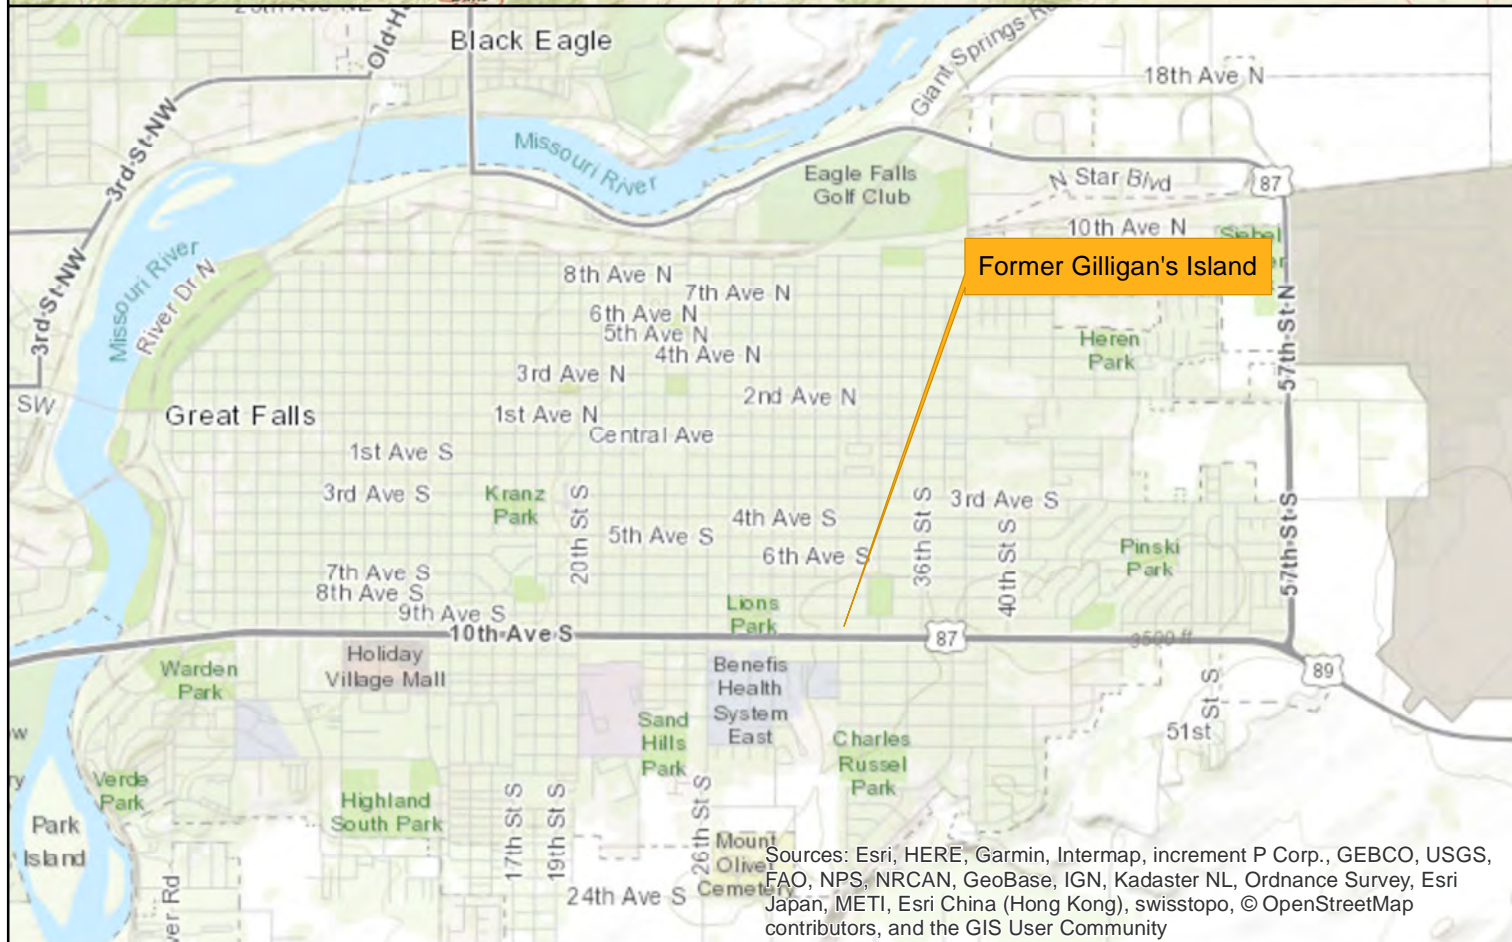 Black Eagle
Old H
Giant Springs R
18th Ave N
3rd-St-NW
Missouri River
Eagle Falls
Golf Club
N Star Blvd
87
10th Ave N
Siebel
Former Gilligan's Island
3rd-St-NW
Missouri River
River Dr N
8th Ave N
7th Ave N
6th Ave N
5th Ave N
4th Ave N
Heren
Park
57th-St-N
3rd Ave N
2nd Ave N
SW
Great Falls
1st Ave N
Central Ave
1st Ave S
3rd Ave S
Kranz
Park
20th St S
4th Ave S
5th Ave S
6th Ave S
36th St S
3rd Ave S
40th St S
Pinski
Park
57th-St-S
7th Ave S
8th Ave S
9th Ave S
Lions
Park
10th-Ave-S
87
3500 ff
89
Holiday
Village Mall
Warden
Park
Benefis
Health
System
East
51st St S
Sand
Hills
Park
Charles
Russel
Park
Verde
Park
Highland
South Park
17th St S
19th St S
26th St S
Park
Island
Mount
Olive
Cemetery
24th Ave S
ver Rd
Sources: Esri, HERE, Garmin, Intermap, increment P Corp., GEBCO, USGS,
FAO, NPS, NRCAN, GeoBase, IGN, Kadaster NL, Ordnance Survey, Esri
Japan, METI, Esri China (Hong Kong), swisstopo, © OpenStreetMap
contributors, and the GIS User Community